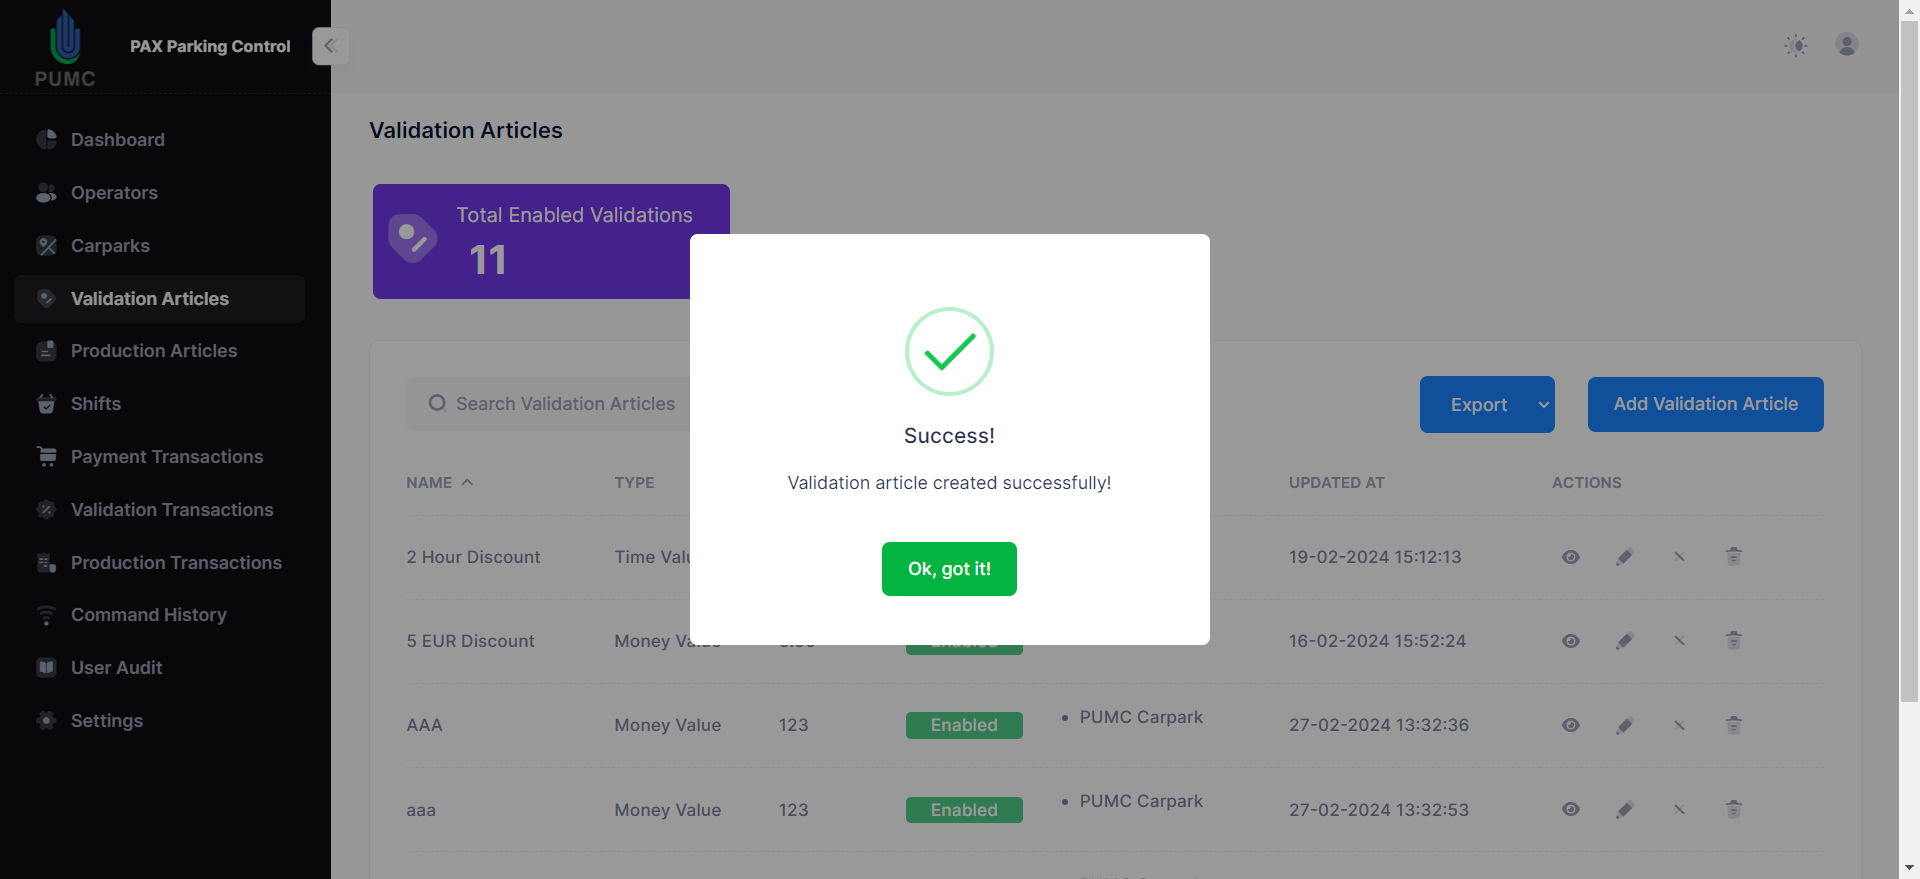 PUMC
PAX Parking Control
Dashboard
Operators
Carparks
Validation Articles
Production Articles
Shifts
Payment Transactions
Validation Transactions
Production Transactions
Command History
User Audit
Settings
Validation Articles
Total Enabled Validations
11
Search Validation Articles
Export
Add Validation Article
NAME
TYPE
UPDATED AT
ACTIONS
2 Hour Discount
Time Valu
19-02-2024 15:12:13
5 EUR Discount
Money Value
Enabled
16-02-2024 15:52:24
AAA
Money Value
123
Enabled
PUMC Carpark
27-02-2024 13:32:36
aaa
Money Value
123
Enabled
PUMC Carpark
27-02-2024 13:32:53
Success!
Validation article created successfully!
Ok, got it!